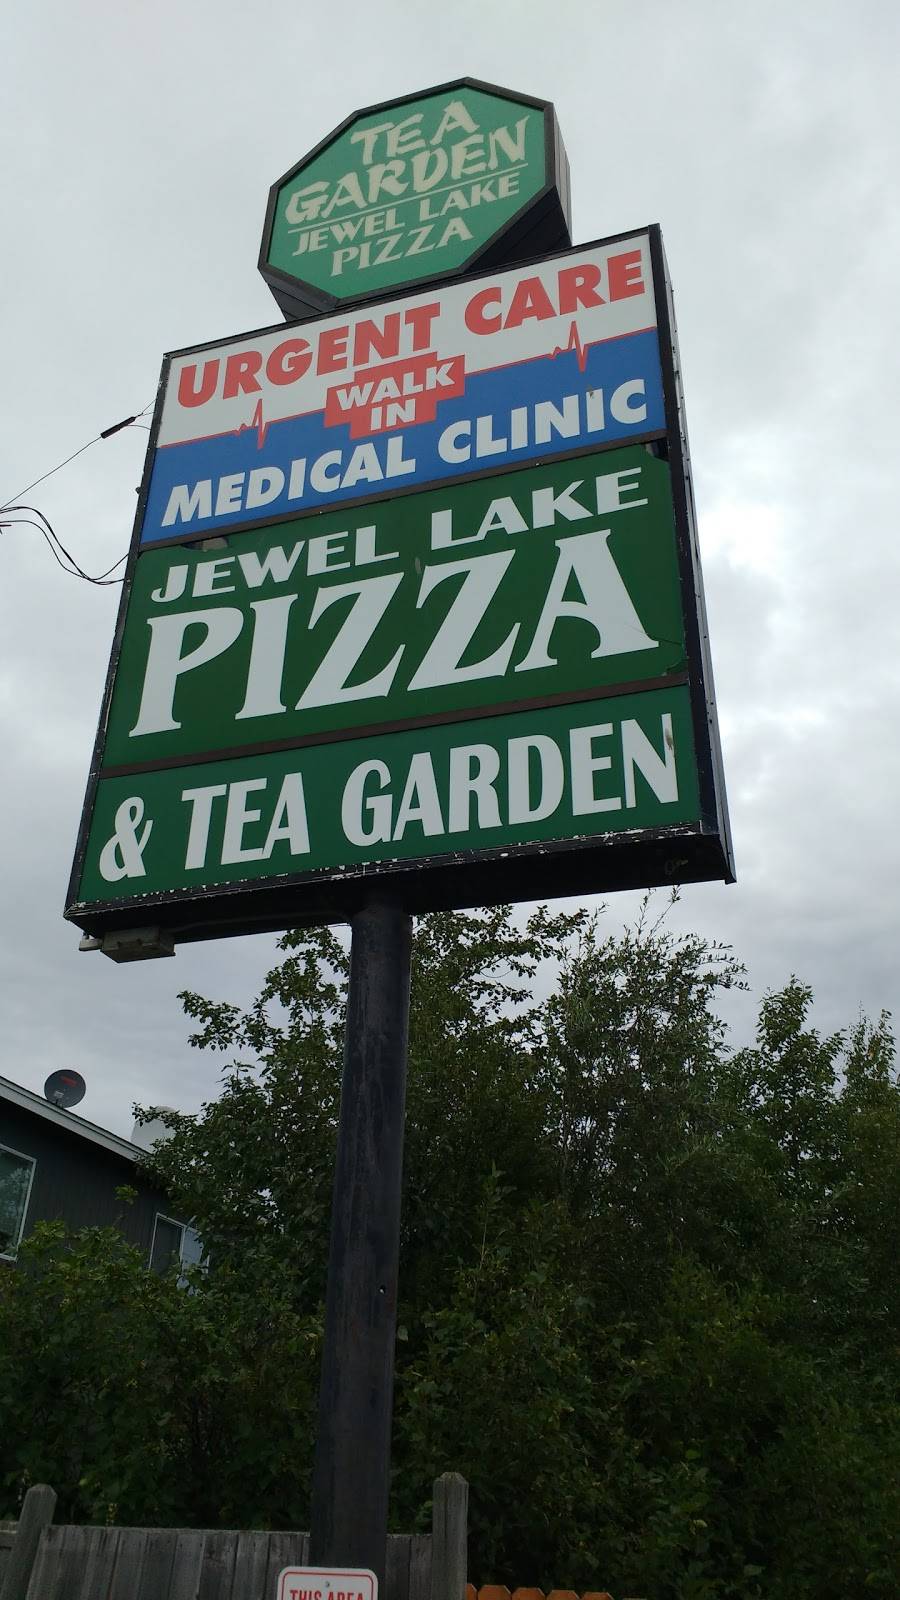 TEA
GARDEN
JEWEL LAKE
PIZZA
URGENT CARE
WALK
IN
MEDICAL CLINIC
JEWEL LAKE
PIZZA
& TEA GARDEN
THIS AREA